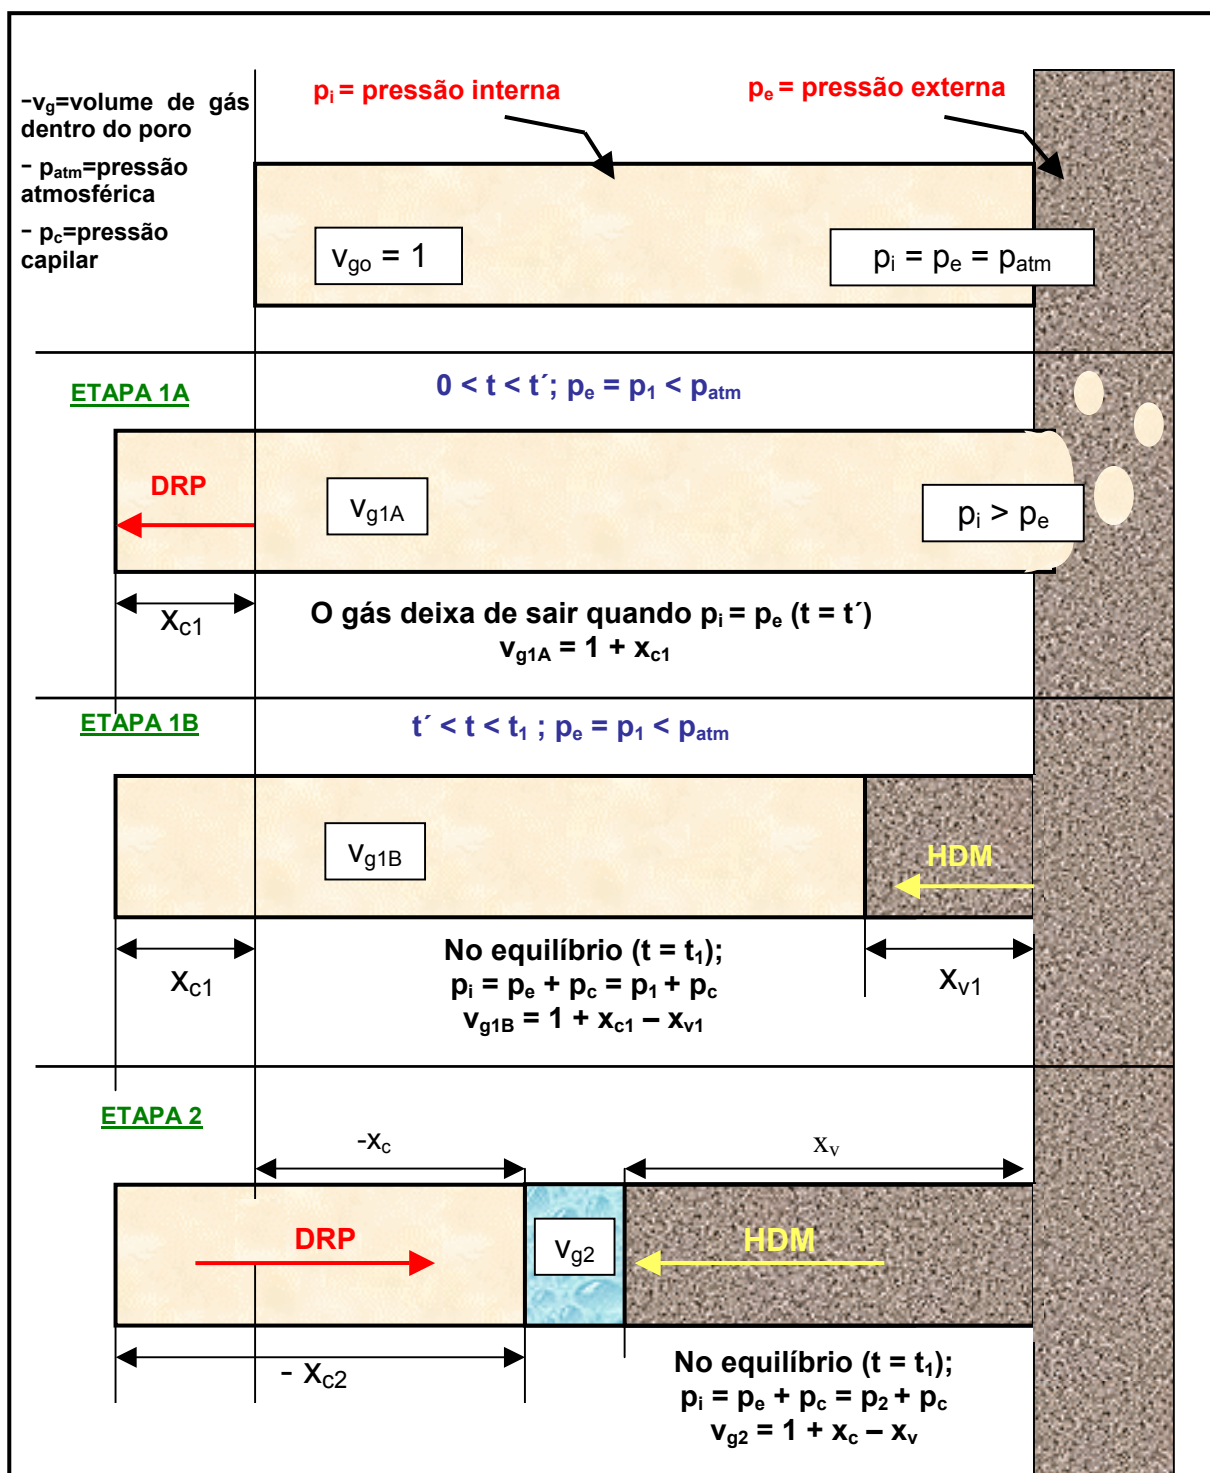 -vg=volume de gás
dentro do poro
- patm=pressão
atmosférica
- pc=pressão
capilar
pi = pressão interna
pe = pressão externa
vgo = 1
pi = pe = patm
ETAPA 1A
0 < t < t´; pe = p1 < patm
DRP
vg1A
pi > pe
xc1
O gás deixa de sair quando pi = pe (t = t´)
vg1A = 1 + xc1
ETAPA 1B
t´ < t < t1 ; pe = p1 < patm
vg1B
HDM
xc1
xv1
No equilíbrio (t = t1);
pi = pe + pc = p1 + pc
vg1B = 1 + xc1 – xv1
ETAPA 2
-xc
xv
DRP
vg2
HDM
- xc2
No equilíbrio (t = t1);
pi = pe + pc = p2 + pc
vg2 = 1 + xc – xv